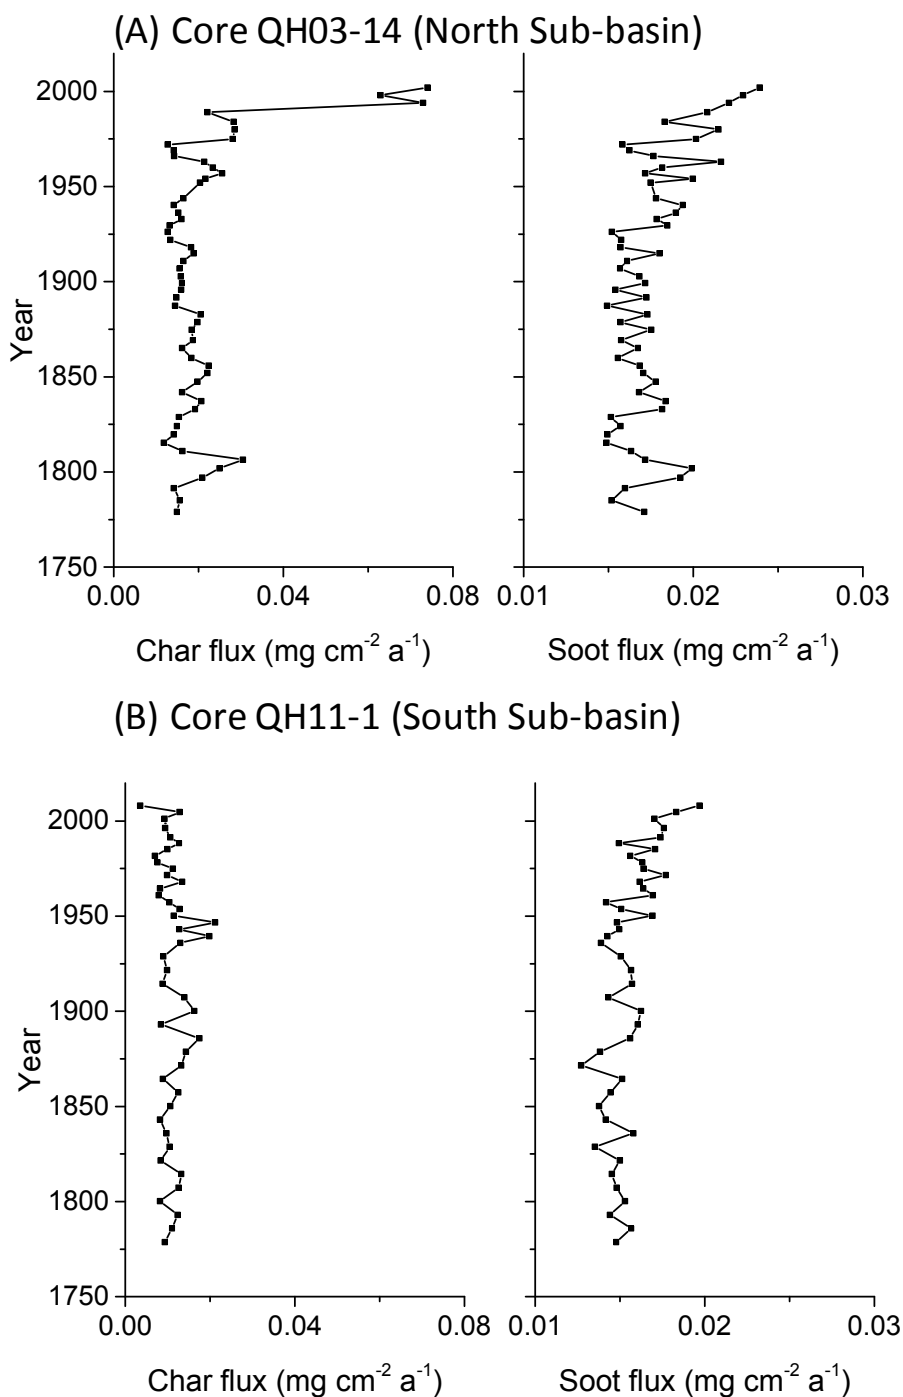 (A) Core QH03-14 (North Sub-basin)
2000
1950
1900
1850
1800
1750
Year
0.00 0.04 0.08
0.01 0.02 0.03
Char flux (mg cm⁻² a⁻¹)
Soot flux (mg cm⁻² a⁻¹)
(B) Core QH11-1 (South Sub-basin)
2000
1950
1900
1850
1800
1750
Year
0.00 0.04 0.08
0.01 0.02 0.03
Char flux (mg cm⁻² a⁻¹)
Soot flux (mg cm⁻² a⁻¹)